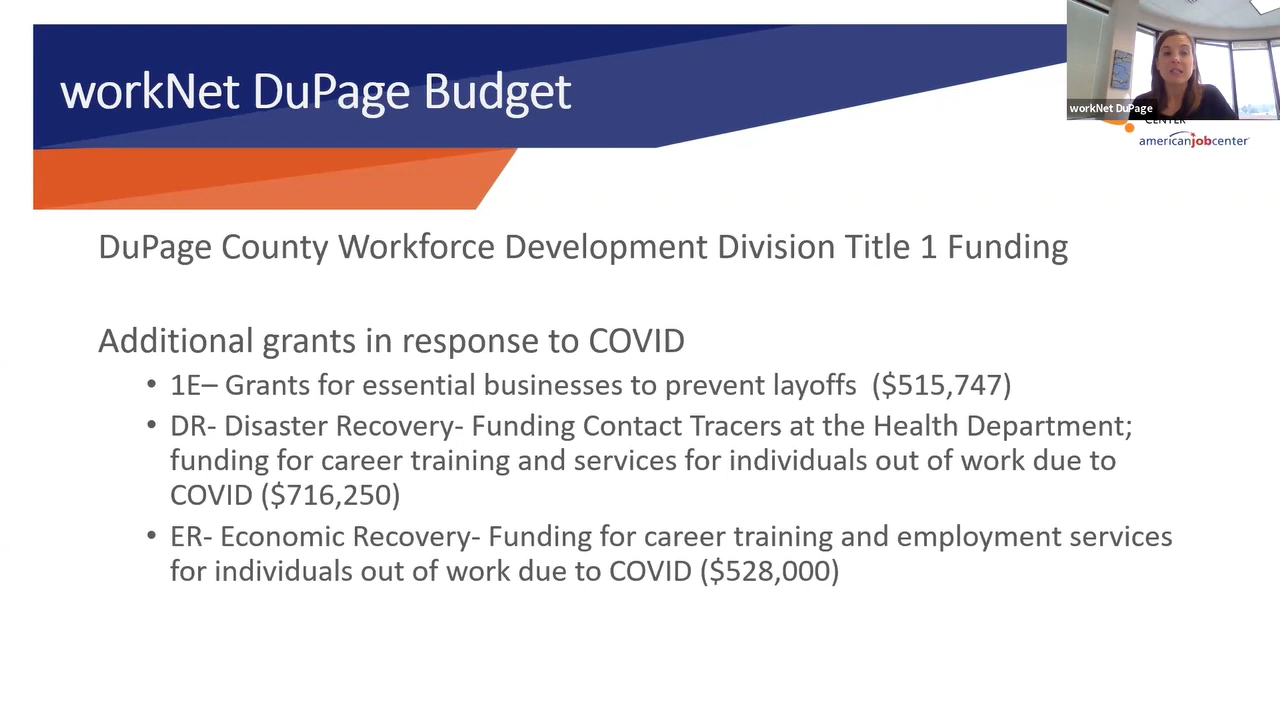 workNet DuPage Budget
workNet DuPage
CENTER
americanjobcenter
DuPage County Workforce Development Division Title 1 Funding
Additional grants in response to COVID
• 1E– Grants for essential businesses to prevent layoffs  ($515,747)
• DR- Disaster Recovery- Funding Contact Tracers at the Health Department;
funding for career training and services for individuals out of work due to
COVID ($716,250)
• ER- Economic Recovery- Funding for career training and employment services
for individuals out of work due to COVID ($528,000)